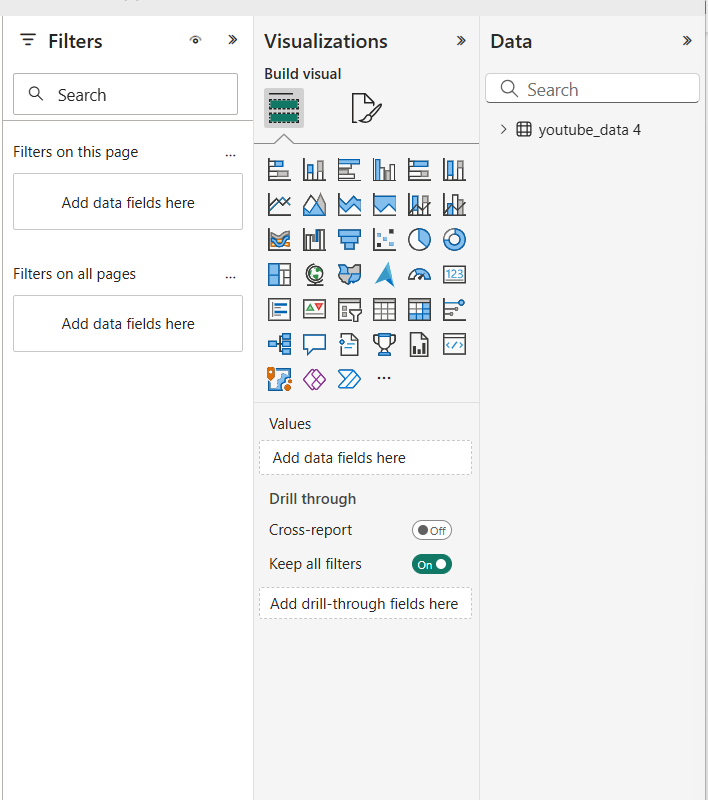 Filters
Search
Filters on this page
...
Add data fields here
Filters on all pages
...
Add data fields here
Visualizations
Build visual
123
...
Values
Add data fields here
Drill through
Cross-report
Off
Keep all filters
On
Add drill-through fields here
Data
Search
youtube_data 4